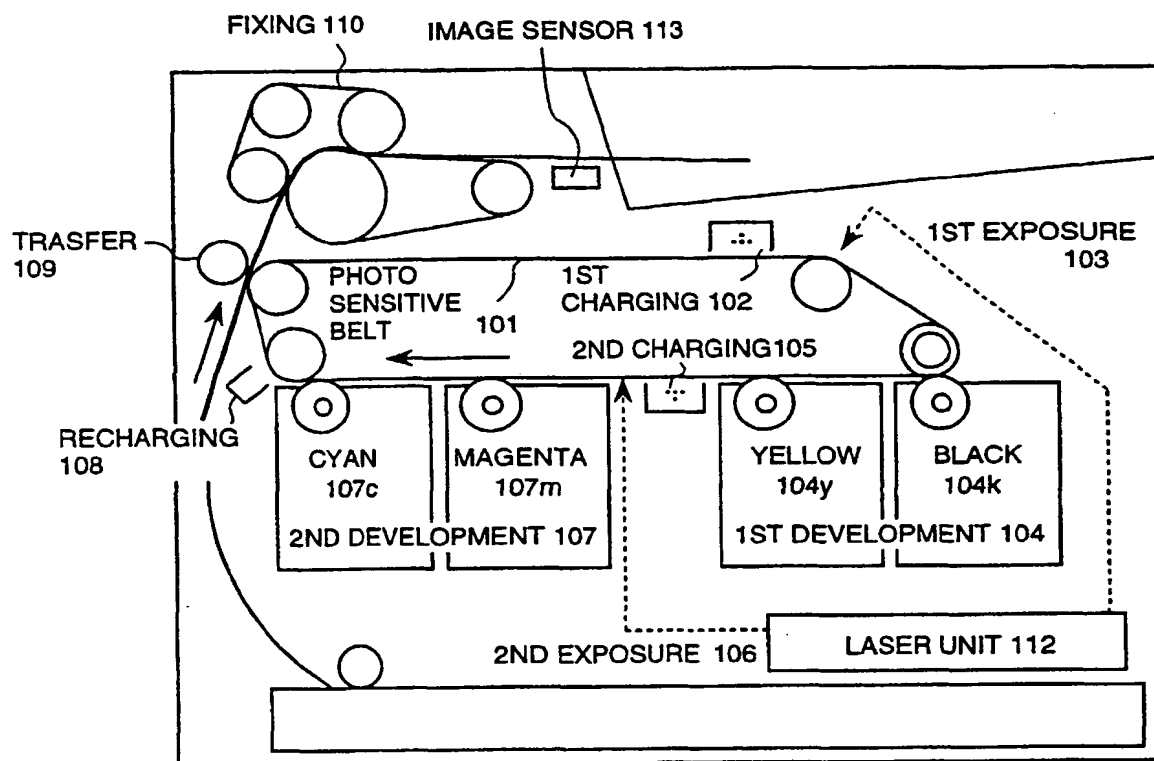 FIXING 110
IMAGE SENSOR 113
TRASFER
109
1ST EXPOSURE
103
PHOTO
SENSITIVE
BELT
101
1ST
CHARGING 102
2ND CHARGING105
RECHARGING
108
CYAN
107c
MAGENTA
107m
YELLOW
104y
BLACK
104k
2ND DEVELOPMENT 107
1ST DEVELOPMENT 104
2ND EXPOSURE 106
LASER UNIT 112